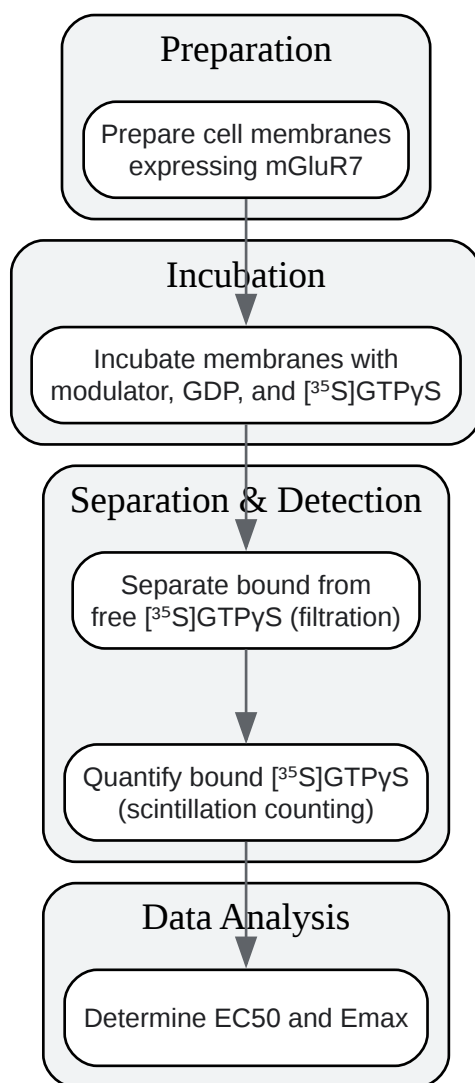 Preparation
Prepare cell membranes
expressing mGluR7
Incubation
Incubate membranes with
modulator, GDP, and [³⁵S]GTPγS
Separation & Detection
Separate bound from
free [³⁵S]GTPγS (filtration)
Quantify bound [³⁵S]GTPγS
(scintillation counting)
Data Analysis
Determine EC50 and Emax